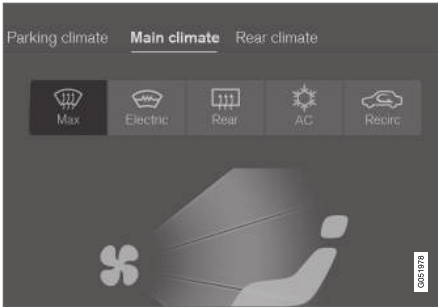 Parking climate Main climate Rear climate
Max Electric Rear AC Recirc
G051978